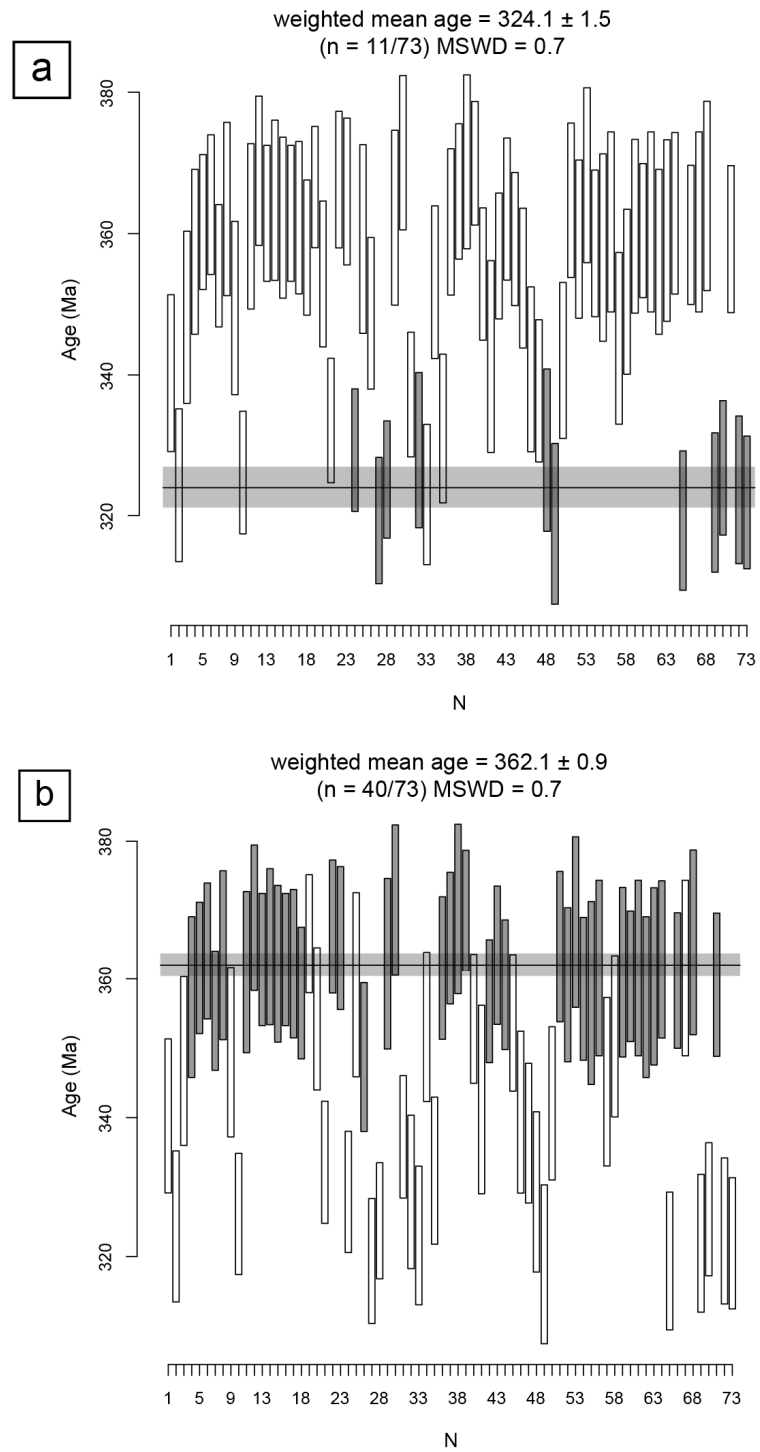 a
weighted mean age = 324.1 ± 1.5
(n = 11/73) MSWD = 0.7
380
360
340
320
Age (Ma)
1 5 9 13 18 23 28 33 38 43 48 53 58 63 68 73
N
b
weighted mean age = 362.1 ± 0.9
(n = 40/73) MSWD = 0.7
380
360
340
320
Age (Ma)
1 5 9 13 18 23 28 33 38 43 48 53 58 63 68 73
N